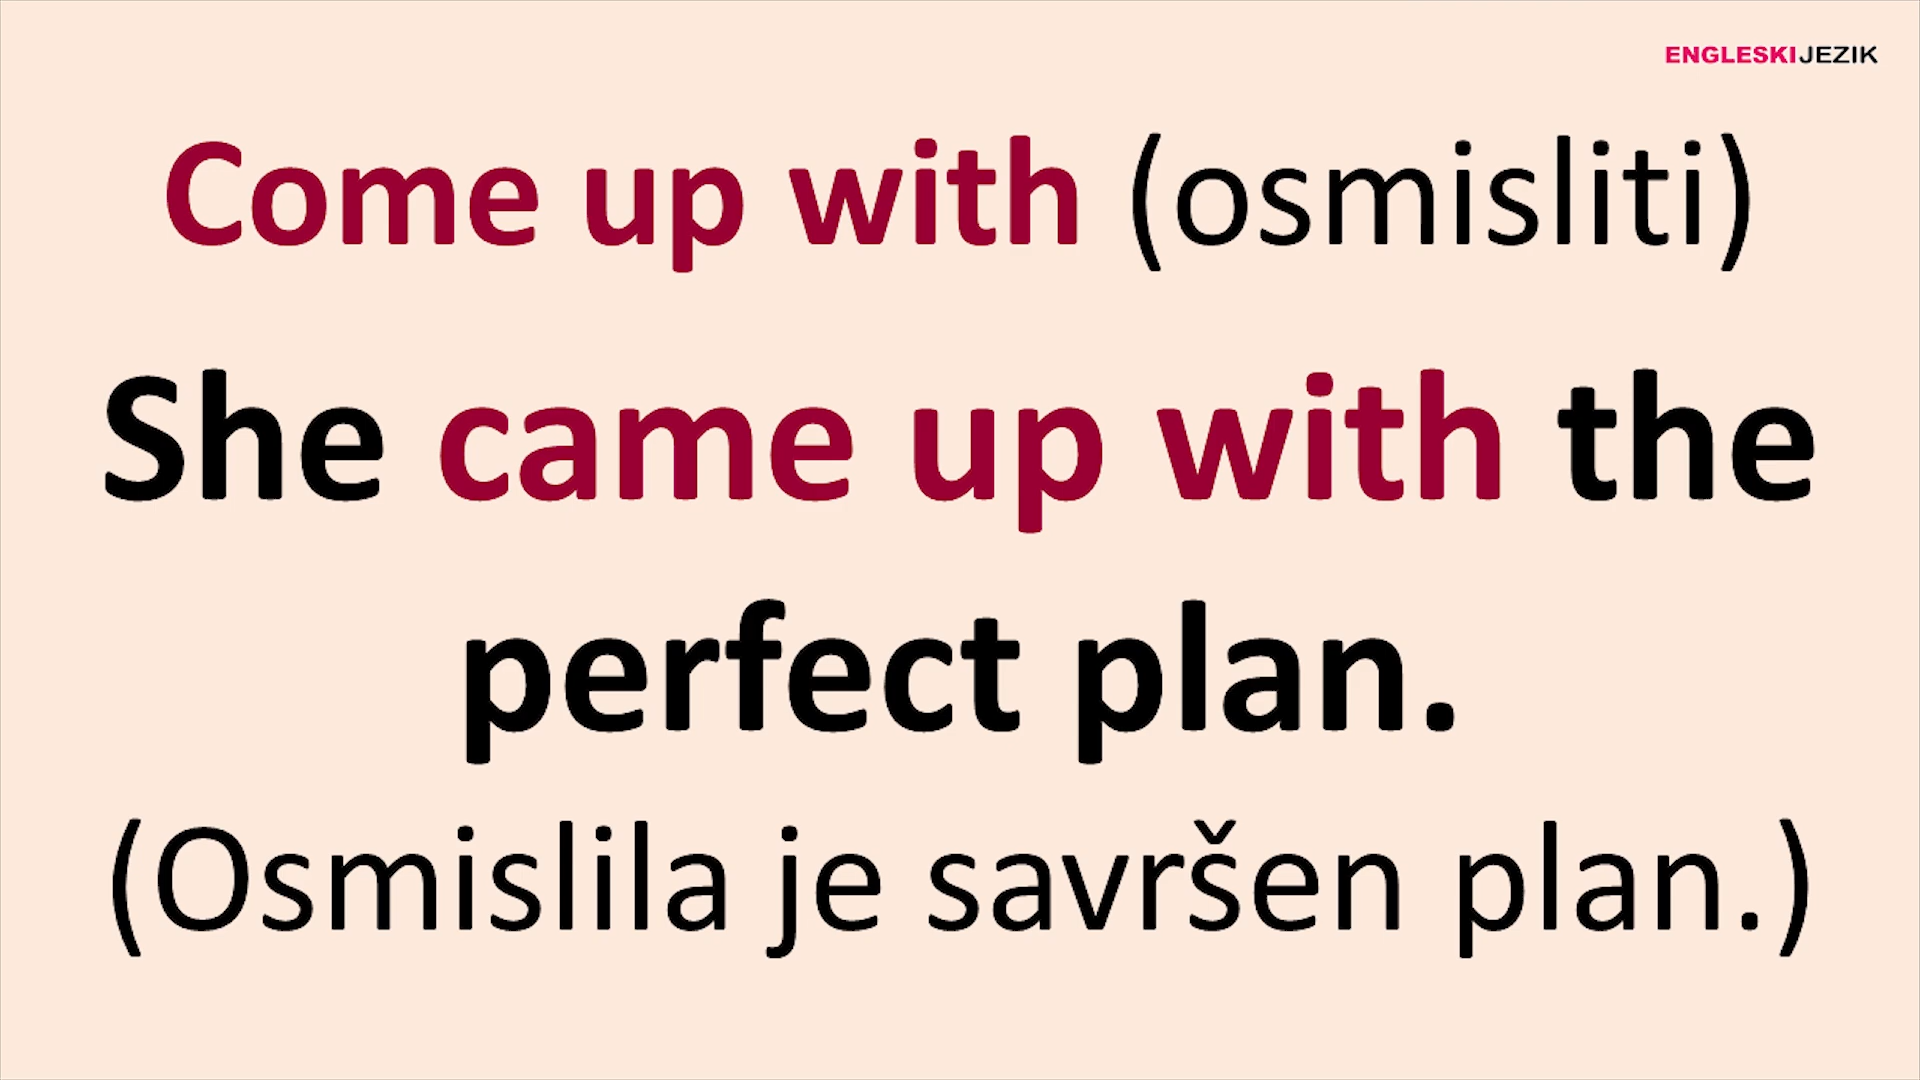 ENGLESKIJEZIK
Come up with (osmisliti)
She came up with the
perfect plan.
(Osmislila je savršen plan.)